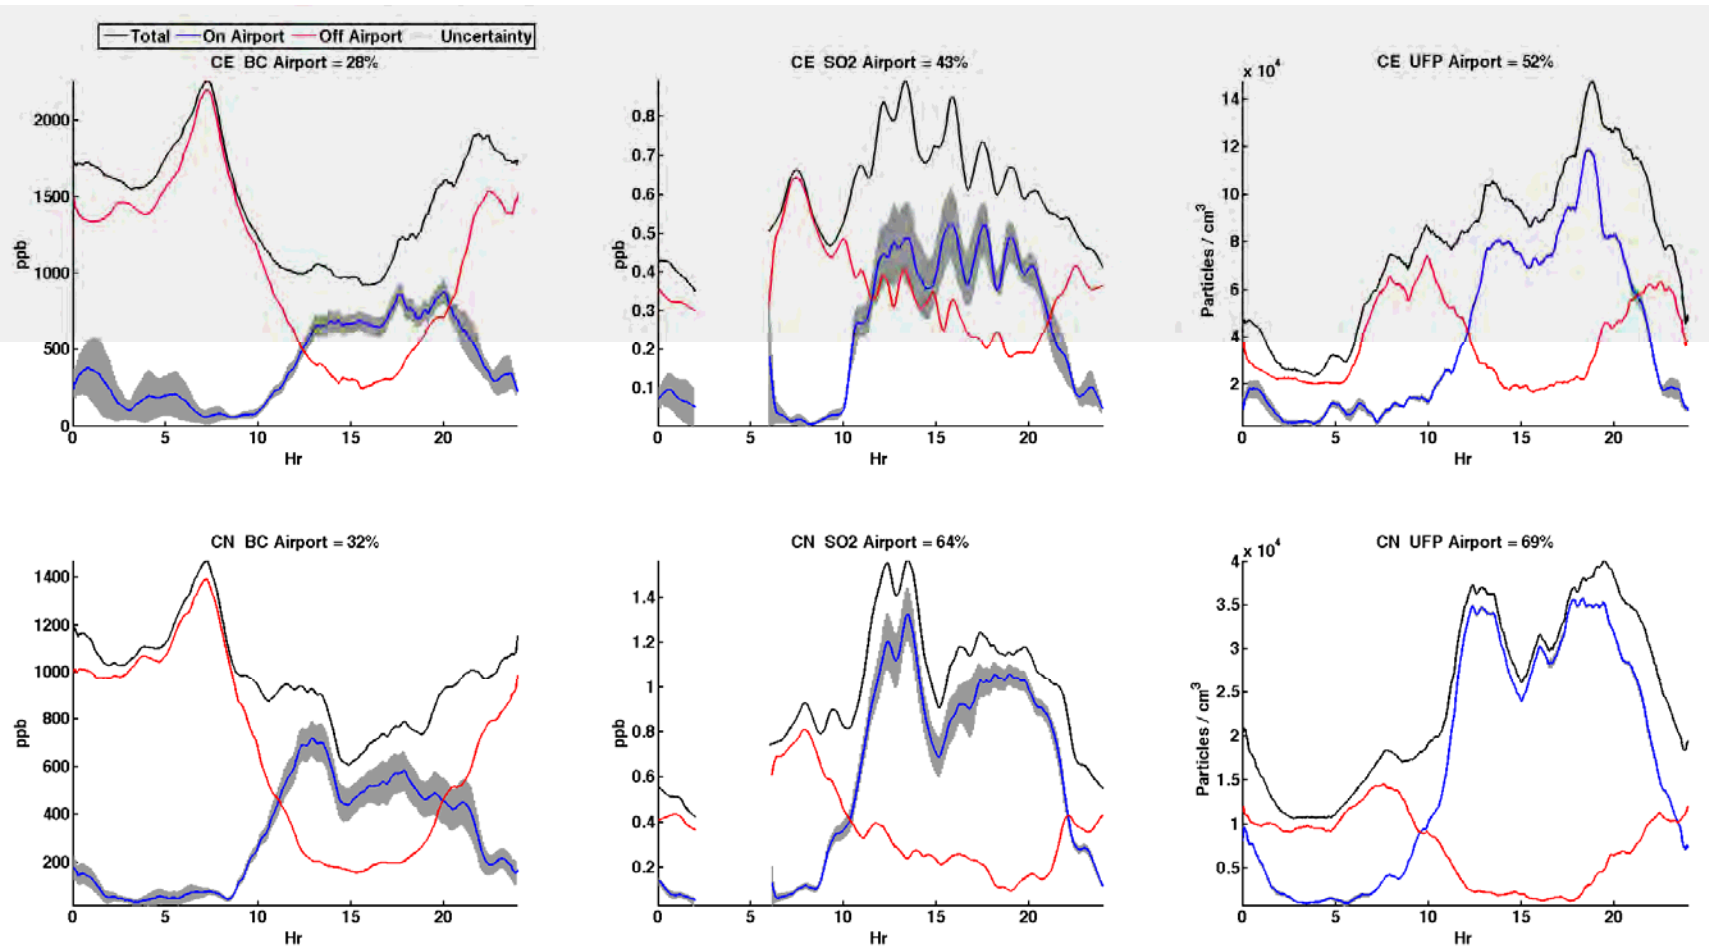 Total On Airport Off Airport Uncertainty
CE BC Airport = 28%
ppb
2000
1500
1000
500
0
0 5 10 15 20
Hr
CE SO2 Airport = 43%
ppb
0.8
0.7
0.6
0.5
0.4
0.3
0.2
0.1
0 5 10 15 20
Hr
CE UFP Airport = 52%
x 10^4
Particles / cm^3
14
12
10
8
6
4
2
0 5 10 15 20
Hr
CN BC Airport = 32%
ppb
1400
1200
1000
800
600
400
200
0 5 10 15 20
Hr
CN SO2 Airport = 64%
ppb
1.4
1.2
1
0.8
0.6
0.4
0.2
0 5 10 15 20
Hr
CN UFP Airport = 69%
x 10^4
Particles / cm^3
4
3.5
3
2.5
2
1.5
1
0.5
0 5 10 15 20
Hr